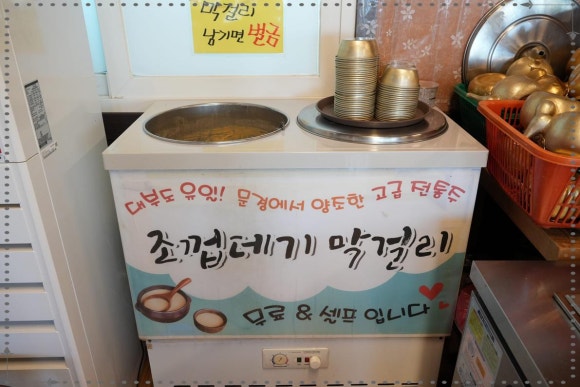 막걸리
남기면 벌금
대부도 유일! 문경에서 양조한 고급 전통주
조껍데기 막걸리
무료 & 셀프 입니다